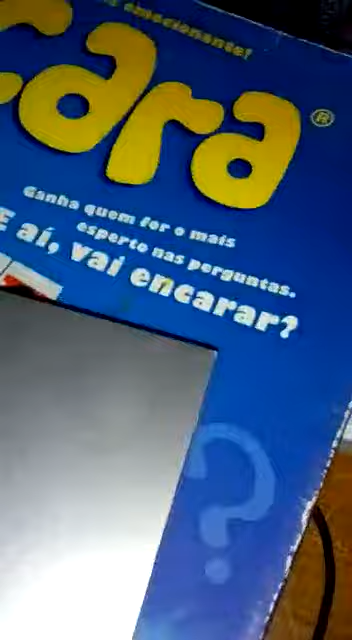 emocionante!
cara®
Ganha quem for o mais
esperto nas perguntas.
E aí, vai encarar?
?